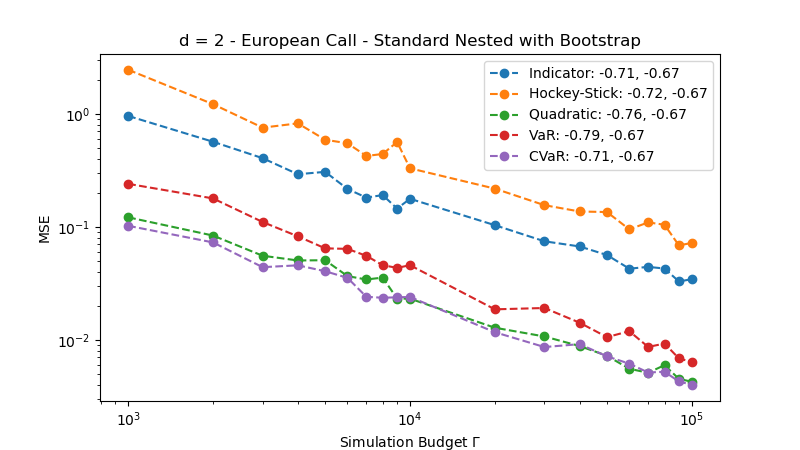 d = 2 - European Call - Standard Nested with Bootstrap
Indicator: -0.71, -0.67
Hockey-Stick: -0.72, -0.67
Quadratic: -0.76, -0.67
VaR: -0.79, -0.67
CVaR: -0.71, -0.67
MSE
10⁰
10⁻¹
10⁻²
10³
10⁴
10⁵
Simulation Budget Γ